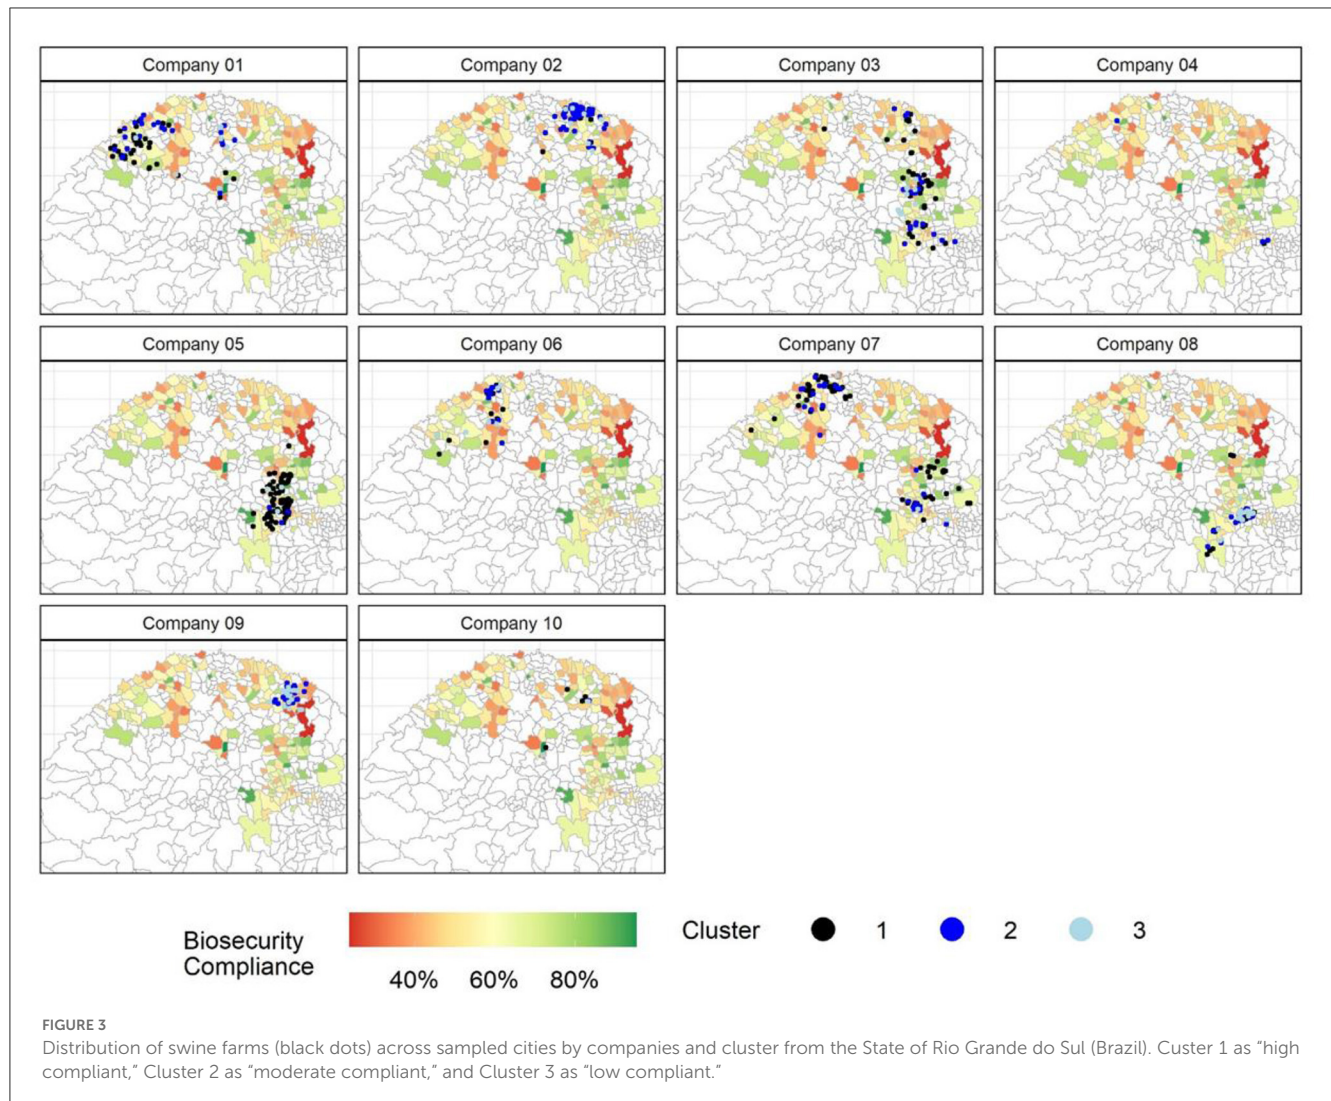 Company 01
Company 02
Company 03
Company 04
Company 05
Company 06
Company 07
Company 08
Company 09
Company 10
Biosecurity
Compliance
40%
60%
80%
Cluster
1
2
3
FIGURE 3
Distribution of swine farms (black dots) across sampled cities by companies and cluster from the State of Rio Grande do Sul (Brazil). Custer 1 as “high
compliant,” Cluster 2 as “moderate compliant,” and Cluster 3 as “low compliant.”